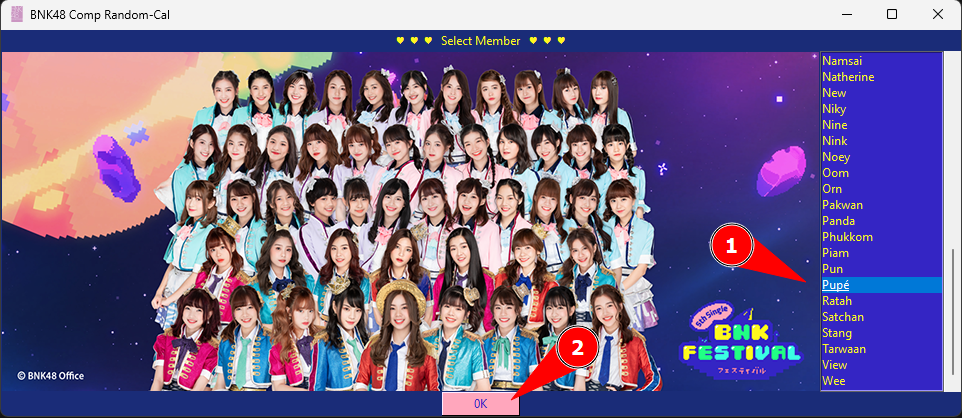 BNK48 Comp Random-Cal
♥ ♥ ♥ Select Member ♥ ♥ ♥
Namsai
Natherine
New
Niky
Nine
Nink
Noey
Oom
Orn
Pakwan
Panda
Phukkom
Piam
Pun
Pupé
Ratah
Satchan
Stang
Tarwaan
View
Wee
1
5th Single
BNK
FESTIVAL
フェスティバル
© BNK48 Office
2
0K